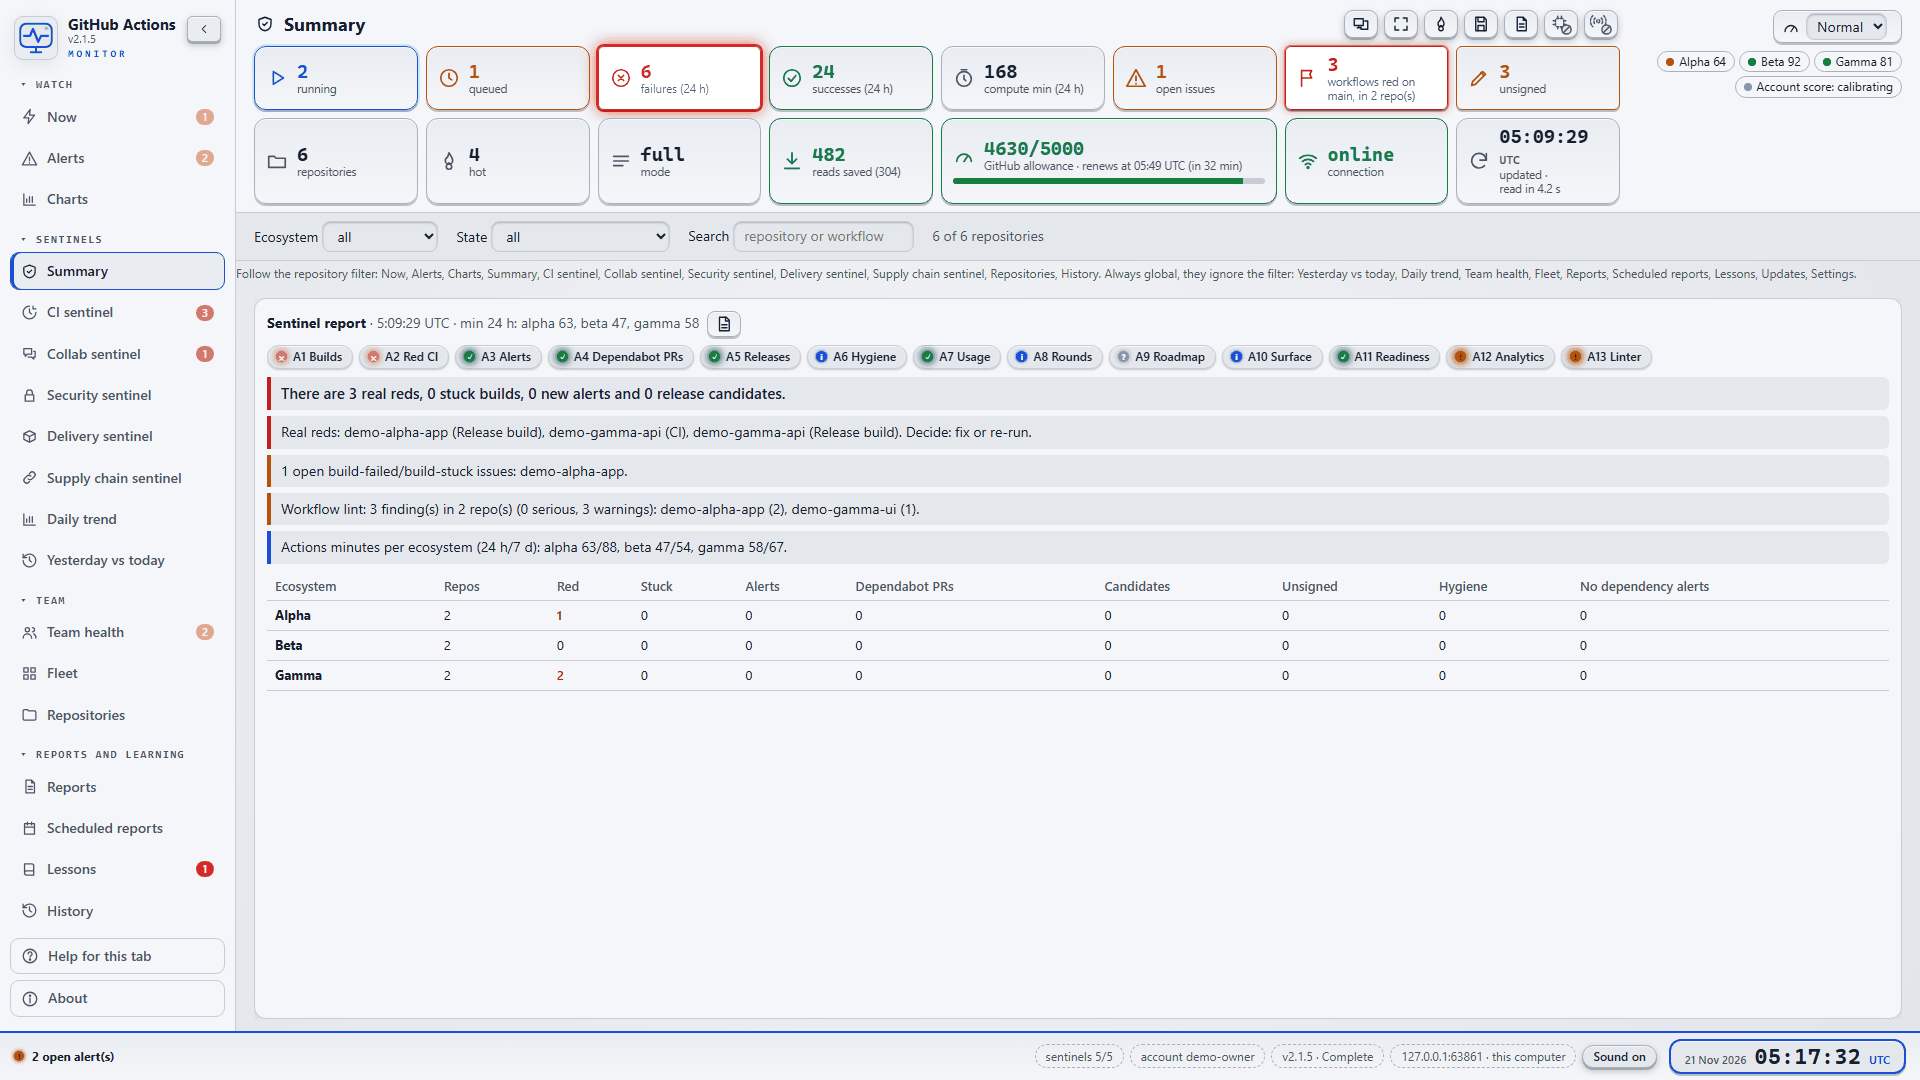 GitHub Actions
v2.1.5
MONITOR
WATCH
Now 1
Alerts 2
Charts
SENTINELS
Summary
CI sentinel 3
Collab sentinel 1
Security sentinel
Delivery sentinel
Supply chain sentinel
Daily trend
Yesterday vs today
TEAM
Team health 2
Fleet
Repositories
REPORTS AND LEARNING
Reports
Scheduled reports
Lessons 1
History
Help for this tab
About
Summary
Normal
2
running
1
queued
6
failures (24 h)
24
successes (24 h)
168
compute min (24 h)
1
open issues
3
workflows red on
main, in 2 repo(s)
3
unsigned
Alpha 64 Beta 92 Gamma 81
Account score: calibrating
6
repositories
4
hot
full
mode
482
reads saved (304)
4630/5000
GitHub allowance · renews at 05:49 UTC (in 32 min)
online
connection
05:09:29
UTC
updated ·
read in 4.2 s
Ecosystem all State all Search repository or workflow 6 of 6 repositories
Follow the repository filter: Now, Alerts, Charts, Summary, CI sentinel, Collab sentinel, Security sentinel, Delivery sentinel, Supply chain sentinel, Repositories, History. Always global, they ignore the filter: Yesterday vs today, Daily trend, Team health, Fleet, Reports, Scheduled reports, Lessons, Updates, Settings.
Sentinel report · 5:09:29 UTC · min 24 h: alpha 63, beta 47, gamma 58
A1 Builds A2 Red CI A3 Alerts A4 Dependabot PRs A5 Releases A6 Hygiene A7 Usage A8 Rounds A9 Roadmap A10 Surface A11 Readiness A12 Analytics A13 Linter
There are 3 real reds, 0 stuck builds, 0 new alerts and 0 release candidates.
Real reds: demo-alpha-app (Release build), demo-gamma-api (CI), demo-gamma-api (Release build). Decide: fix or re-run.
1 open build-failed/build-stuck issues: demo-alpha-app.
Workflow lint: 3 finding(s) in 2 repo(s) (0 serious, 3 warnings): demo-alpha-app (2), demo-gamma-ui (1).
Actions minutes per ecosystem (24 h/7 d): alpha 63/88, beta 47/54, gamma 58/67.
Ecosystem Repos Red Stuck Alerts Dependabot PRs Candidates Unsigned Hygiene No dependency alerts
Alpha 2 1 0 0 0 0 0 0 0
Beta 2 0 0 0 0 0 0 0 0
Gamma 2 2 0 0 0 0 0 0 0
2 open alert(s)
sentinels 5/5
account demo-owner
v2.1.5 · Complete
127.0.0.1:63861 · this computer
Sound on
21 Nov 2026 05:17:32 UTC